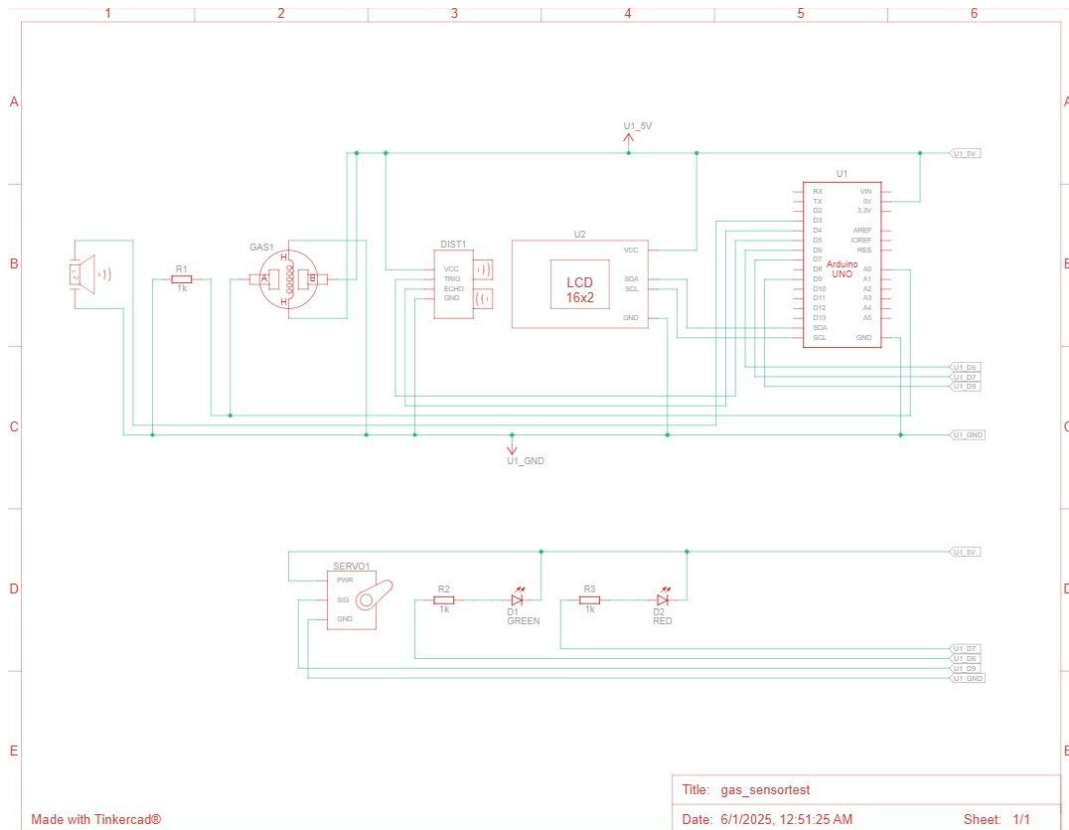 1 2 3 4 5 6
A A
B B
C C
D D
E E
U1_5V
U1_5V
LS
R1
1k
GAS1
H
A B
H
DIST1
VCC
TRIG
ECHO
GND
U2
LCD
16x2
VCC
SDA
SCL
GND
U1
Arduino
UNO
RX VIN
TX 5V
D2 3.3V
D3
D4 AREF
D5 IOREF
D6 RES
D7
D8 A0
D9 A1
D10 A2
D11 A3
D12 A4
D13 A5
SDA
SCL GND
U1_D6
U1_D7
U1_D9
U1_GND
U1_GND
U1_5V
SERVO1
PWR
SIG
GND
R2
1k
D1
GREEN
R3
1k
D2
RED
U1_D7
U1_D6
U1_D9
U1_GND
Made with Tinkercad®
Title: gas_sensortest
Date: 6/1/2025, 12:51:25 AM Sheet: 1/1